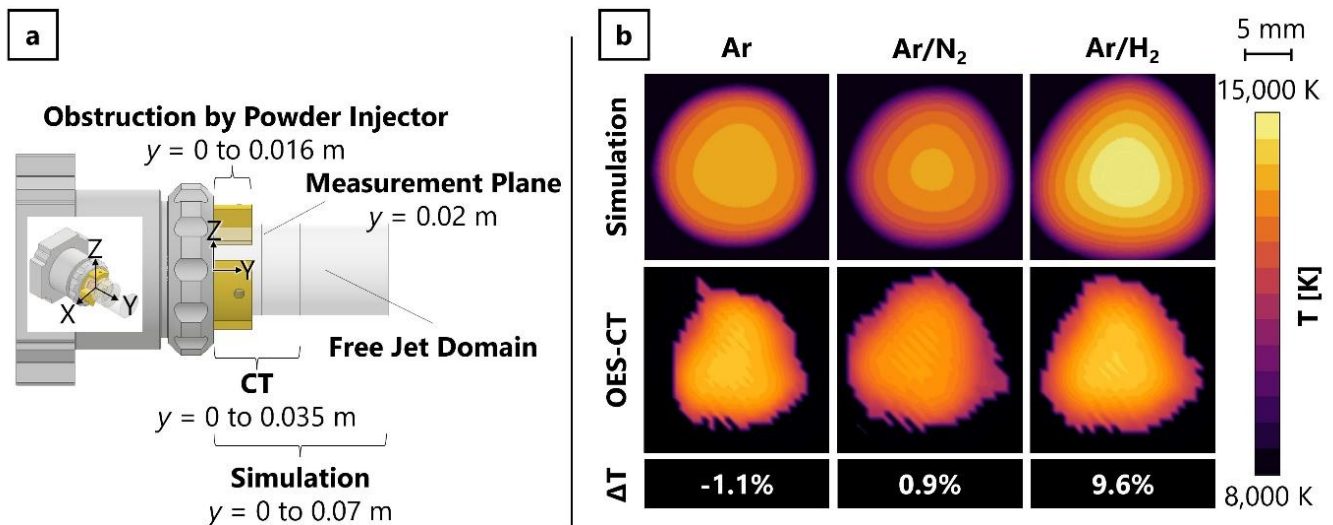 a
Obstruction by Powder Injector
y = 0 to 0.016 m
Measurement Plane
y = 0.02 m
Z
Y
Z
X
Y
Free Jet Domain
CT
y = 0 to 0.035 m
Simulation
y = 0 to 0.07 m
b
Ar
Ar/N₂
Ar/H₂
5 mm
Simulation
15,000 K
OES-CT
T [K]
ΔT
-1.1%
0.9%
9.6%
8,000 K